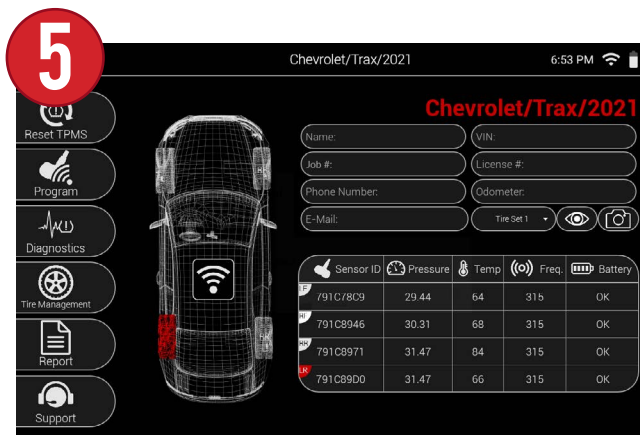 5
Chevrolet/Trax/2021
6:53 PM
Chevrolet/Trax/2021
Reset TPMS
Name:
VIN:
Job #:
License #:
Program
Phone Number:
Odometer:
E-Mail:
Tire Set 1
Diagnostics
Sensor ID Pressure Temp Freq. Battery
LF 791C78C9 29.44 64 315 OK
Tire Management
791C8946 30.31 68 315 OK
791C8971 31.47 84 315 OK
Report
LR 791C89D0 31.47 66 315 OK
Support